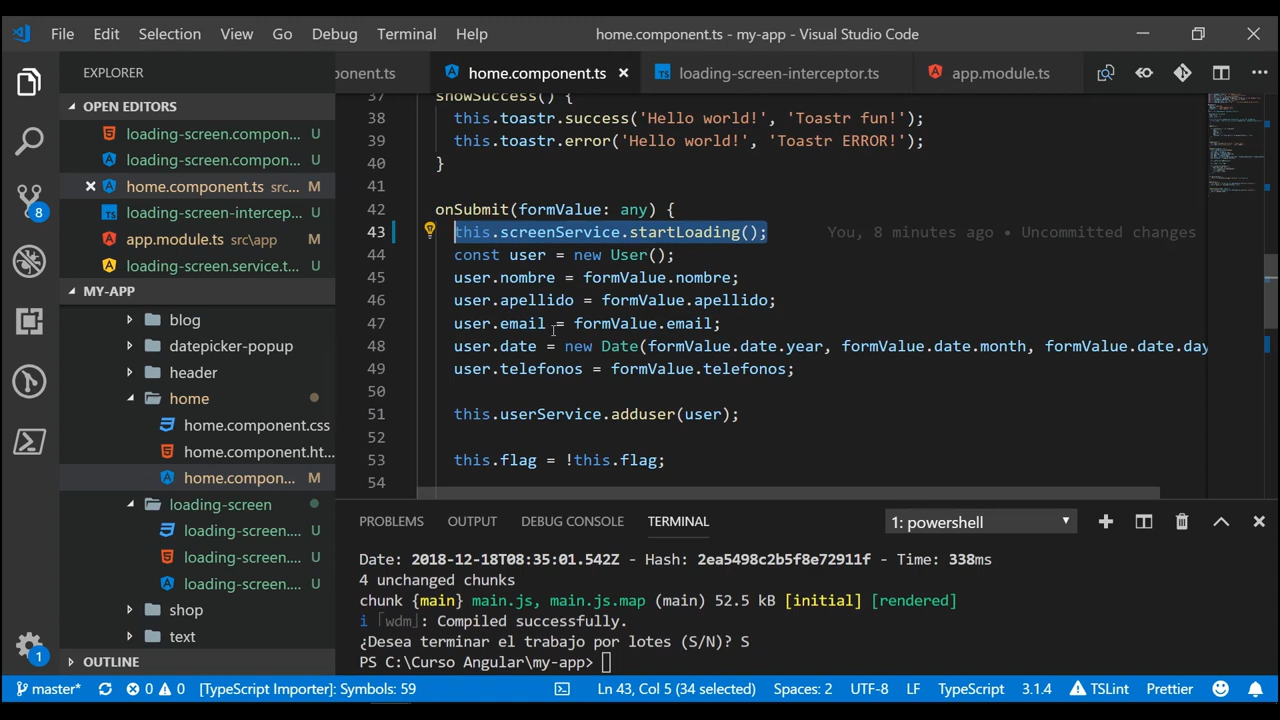 File Edit Selection View Go Debug Terminal Help
home.component.ts - my-app - Visual Studio Code
EXPLORER
ponent.ts
home.component.ts
loading-screen-interceptor.ts
app.module.ts
OPEN EDITORS
loading-screen.compon... U
loading-screen.compon... U
home.component.ts src... M
loading-screen-intercep... U
app.module.ts src\app M
loading-screen.service.t... U
MY-APP
blog
datepicker-popup
header
home
home.component.css
home.component.ht...
home.compon... M
loading-screen
loading-screen.... U
loading-screen.... U
loading-screen.... U
shop
text
OUTLINE
8
1
37 showSuccess() {
38 this.toastr.success('Hello world!', 'Toastr fun!');
39 this.toastr.error('Hello world!', 'Toastr ERROR!');
40 }
41
42 onSubmit(formValue: any) {
43 this.screenService.startLoading(); You, 8 minutes ago • Uncommitted changes
44 const user = new User();
45 user.nombre = formValue.nombre;
46 user.apellido = formValue.apellido;
47 user.email = formValue.email;
48 user.date = new Date(formValue.date.year, formValue.date.month, formValue.date.day
49 user.telefonos = formValue.telefonos;
50
51 this.userService.adduser(user);
52
53 this.flag = !this.flag;
54
PROBLEMS OUTPUT DEBUG CONSOLE TERMINAL 1: powershell
Date: 2018-12-18T08:35:01.542Z - Hash: 2ea5498c2b5f8e72911f - Time: 338ms
4 unchanged chunks
chunk {main} main.js, main.js.map (main) 52.5 kB [initial] [rendered]
i ｢wdm｣: Compiled successfully.
¿Desea terminar el trabajo por lotes (S/N)? S
PS C:\Curso Angular\my-app>
master* 0 0 [TypeScript Importer]: Symbols: 59 Ln 43, Col 5 (34 selected) Spaces: 2 UTF-8 LF TypeScript 3.1.4 TSLint Prettier